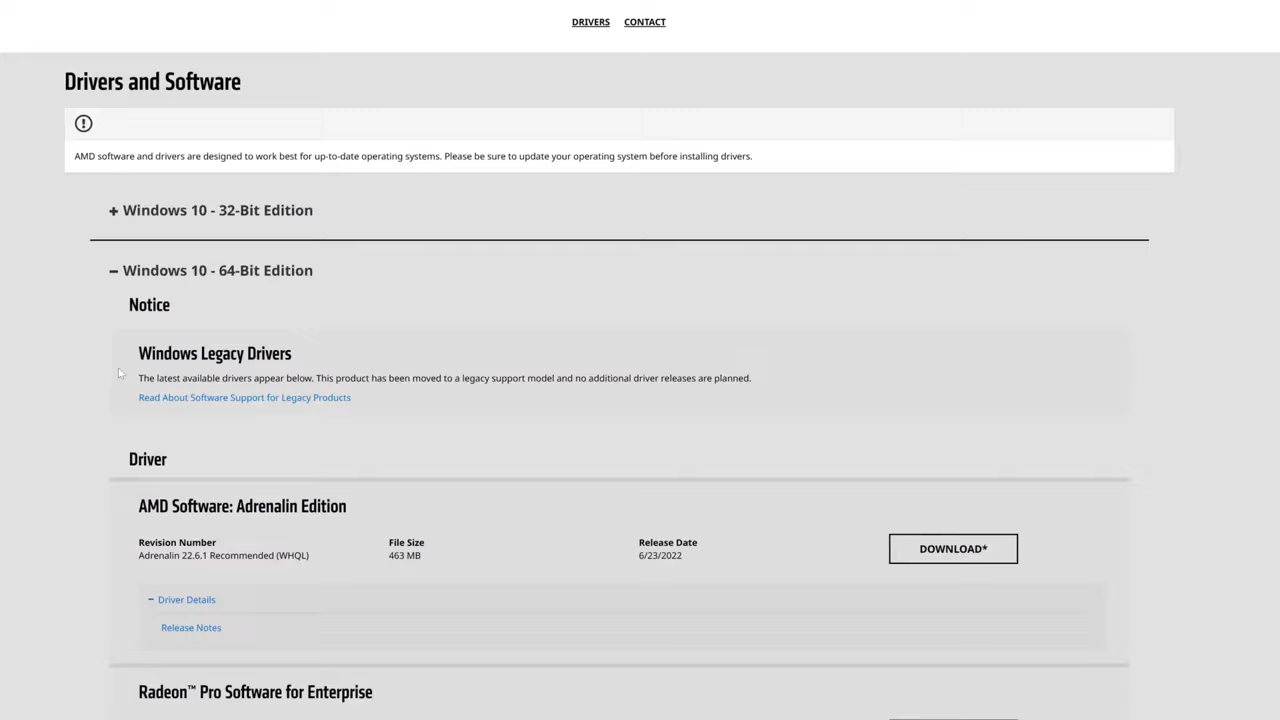 DRIVERS CONTACT
Drivers and Software
AMD software and drivers are designed to work best for up-to-date operating systems. Please be sure to update your operating system before installing drivers.
+ Windows 10 - 32-Bit Edition
− Windows 10 - 64-Bit Edition
Notice
Windows Legacy Drivers
The latest available drivers appear below. This product has been moved to a legacy support model and no additional driver releases are planned.
Read About Software Support for Legacy Products
Driver
AMD Software: Adrenalin Edition
Revision Number File Size Release Date
Adrenalin 22.6.1 Recommended (WHQL) 463 MB 6/23/2022
DOWNLOAD*
− Driver Details
Release Notes
Radeon™ Pro Software for Enterprise